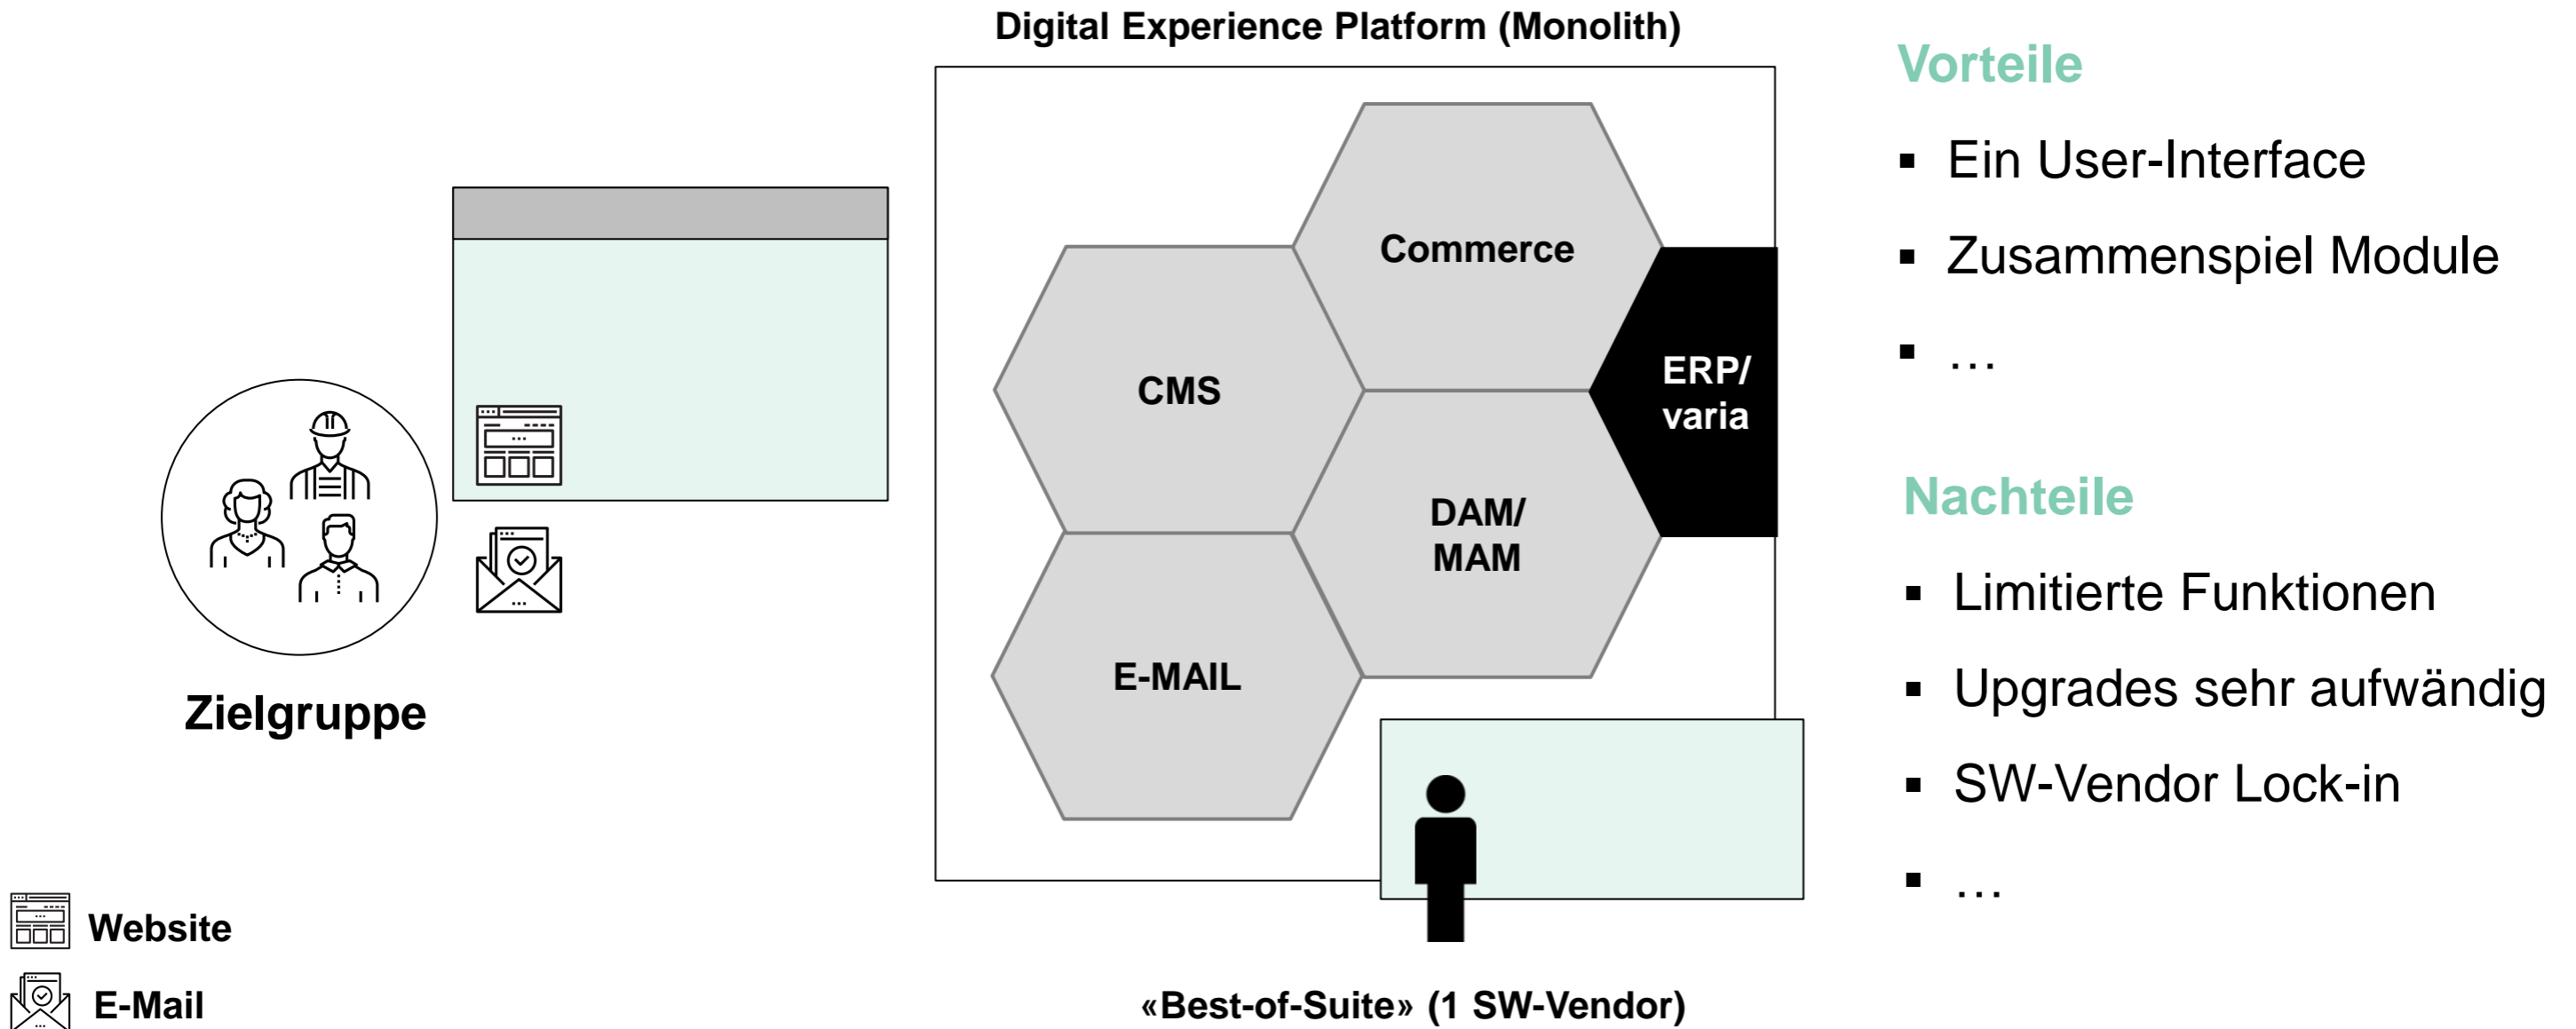 Digital Experience Platform (Monolith)
Commerce
CMS
ERP/
varia
DAM/
MAM
E-MAIL
Zielgruppe
Website
E-Mail
«Best-of-Suite» (1 SW-Vendor)
Vorteile
▪ Ein User-Interface
▪ Zusammenspiel Module
▪ …
Nachteile
▪ Limitierte Funktionen
▪ Upgrades sehr aufwändig
▪ SW-Vendor Lock-in
▪ …